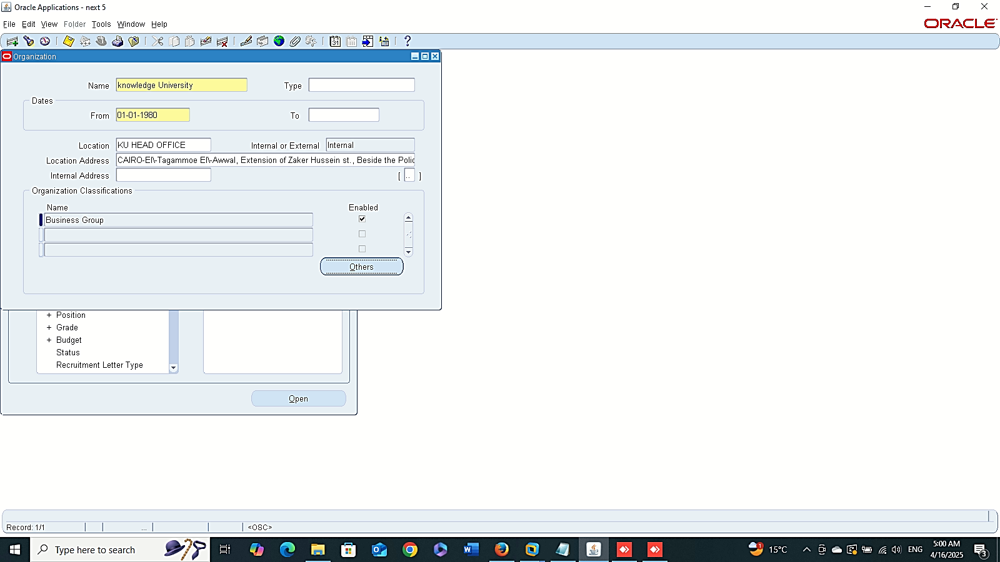 Oracle Applications - next 5
File Edit View Folder Tools Window Help
ORACLE
Organization
Name knowledge University Type
Dates
From 01-01-1980 To
Location KU HEAD OFFICE Internal or External Internal
Location Address CAIRO-El\-Tagammoe El\-Awwal, Extension of Zaker Hussein st., Beside the Polic
Internal Address [ .. ]
Organization Classifications
Name Enabled
Business Group
Others
+ Position
+ Grade
+ Budget
Status
Recruitment Letter Type
Open
Record: 1/1 ... <OSC>
Type here to search
15°C
ENG
5:00 AM
4/16/2025
3